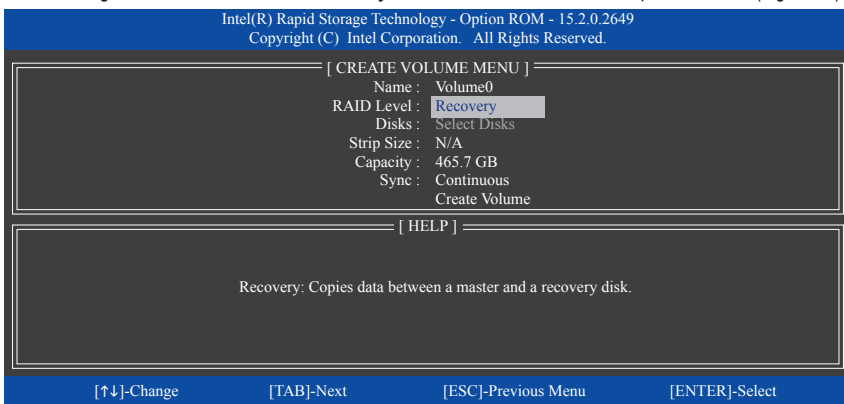 Intel(R) Rapid Storage Technology - Option ROM - 15.2.0.2649
Copyright (C) Intel Corporation. All Rights Reserved.
[ CREATE VOLUME MENU ]
Name : Volume0
RAID Level : Recovery
Disks : Select Disks
Strip Size : N/A
Capacity : 465.7 GB
Sync : Continuous
Create Volume
[ HELP ]
Recovery: Copies data between a master and a recovery disk.
[↑↓]-Change [TAB]-Next [ESC]-Previous Menu [ENTER]-Select